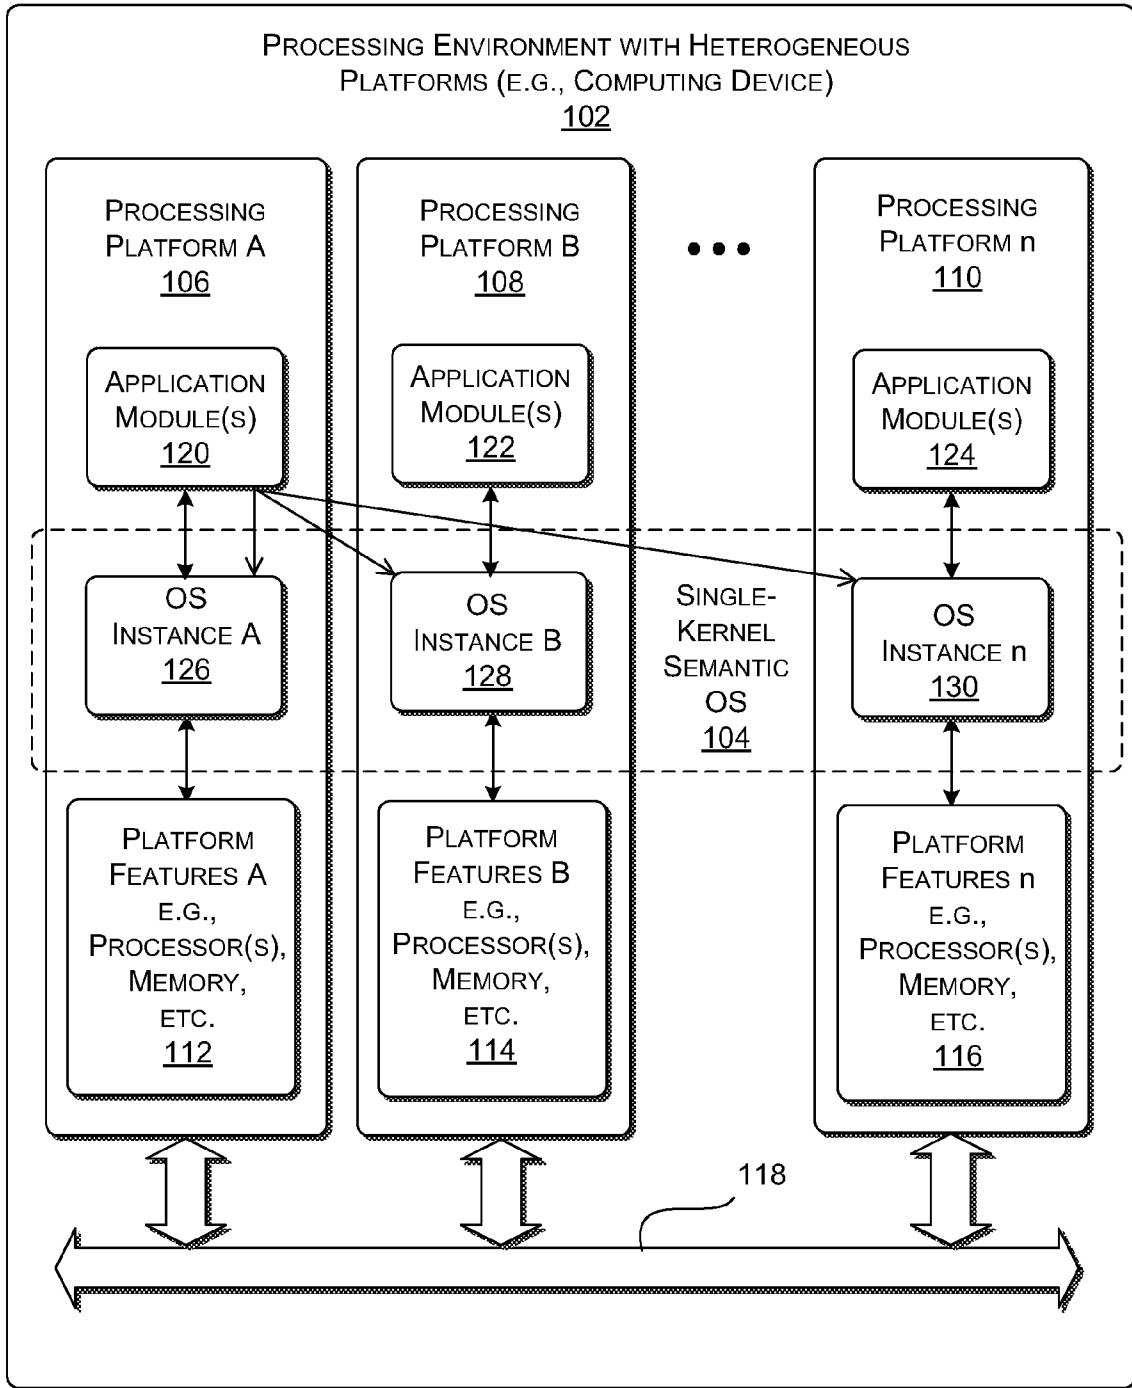 PROCESSING ENVIRONMENT WITH HETEROGENEOUS
PLATFORMS (E.G., COMPUTING DEVICE)
102
PROCESSING
PLATFORM A
106
APPLICATION
MODULE(S)
120
OS
INSTANCE A
126
PLATFORM
FEATURES A
E.G.,
PROCESSOR(S),
MEMORY,
ETC.
112
PROCESSING
PLATFORM B
108
APPLICATION
MODULE(S)
122
OS
INSTANCE B
128
PLATFORM
FEATURES B
E.G.,
PROCESSOR(S),
MEMORY,
ETC.
114
•••
SINGLE-
KERNEL
SEMANTIC
OS
104
PROCESSING
PLATFORM n
110
APPLICATION
MODULE(S)
124
OS
INSTANCE n
130
PLATFORM
FEATURES n
E.G.,
PROCESSOR(S),
MEMORY,
ETC.
116
118